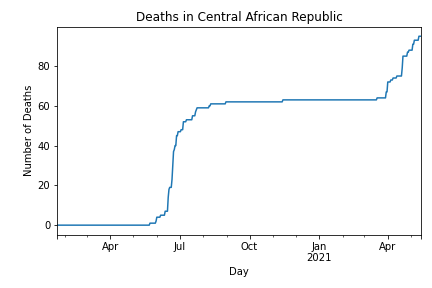 Deaths in Central African Republic
Number of Deaths
80
60
40
20
0
Apr Jul Oct Jan Apr
2021
Day